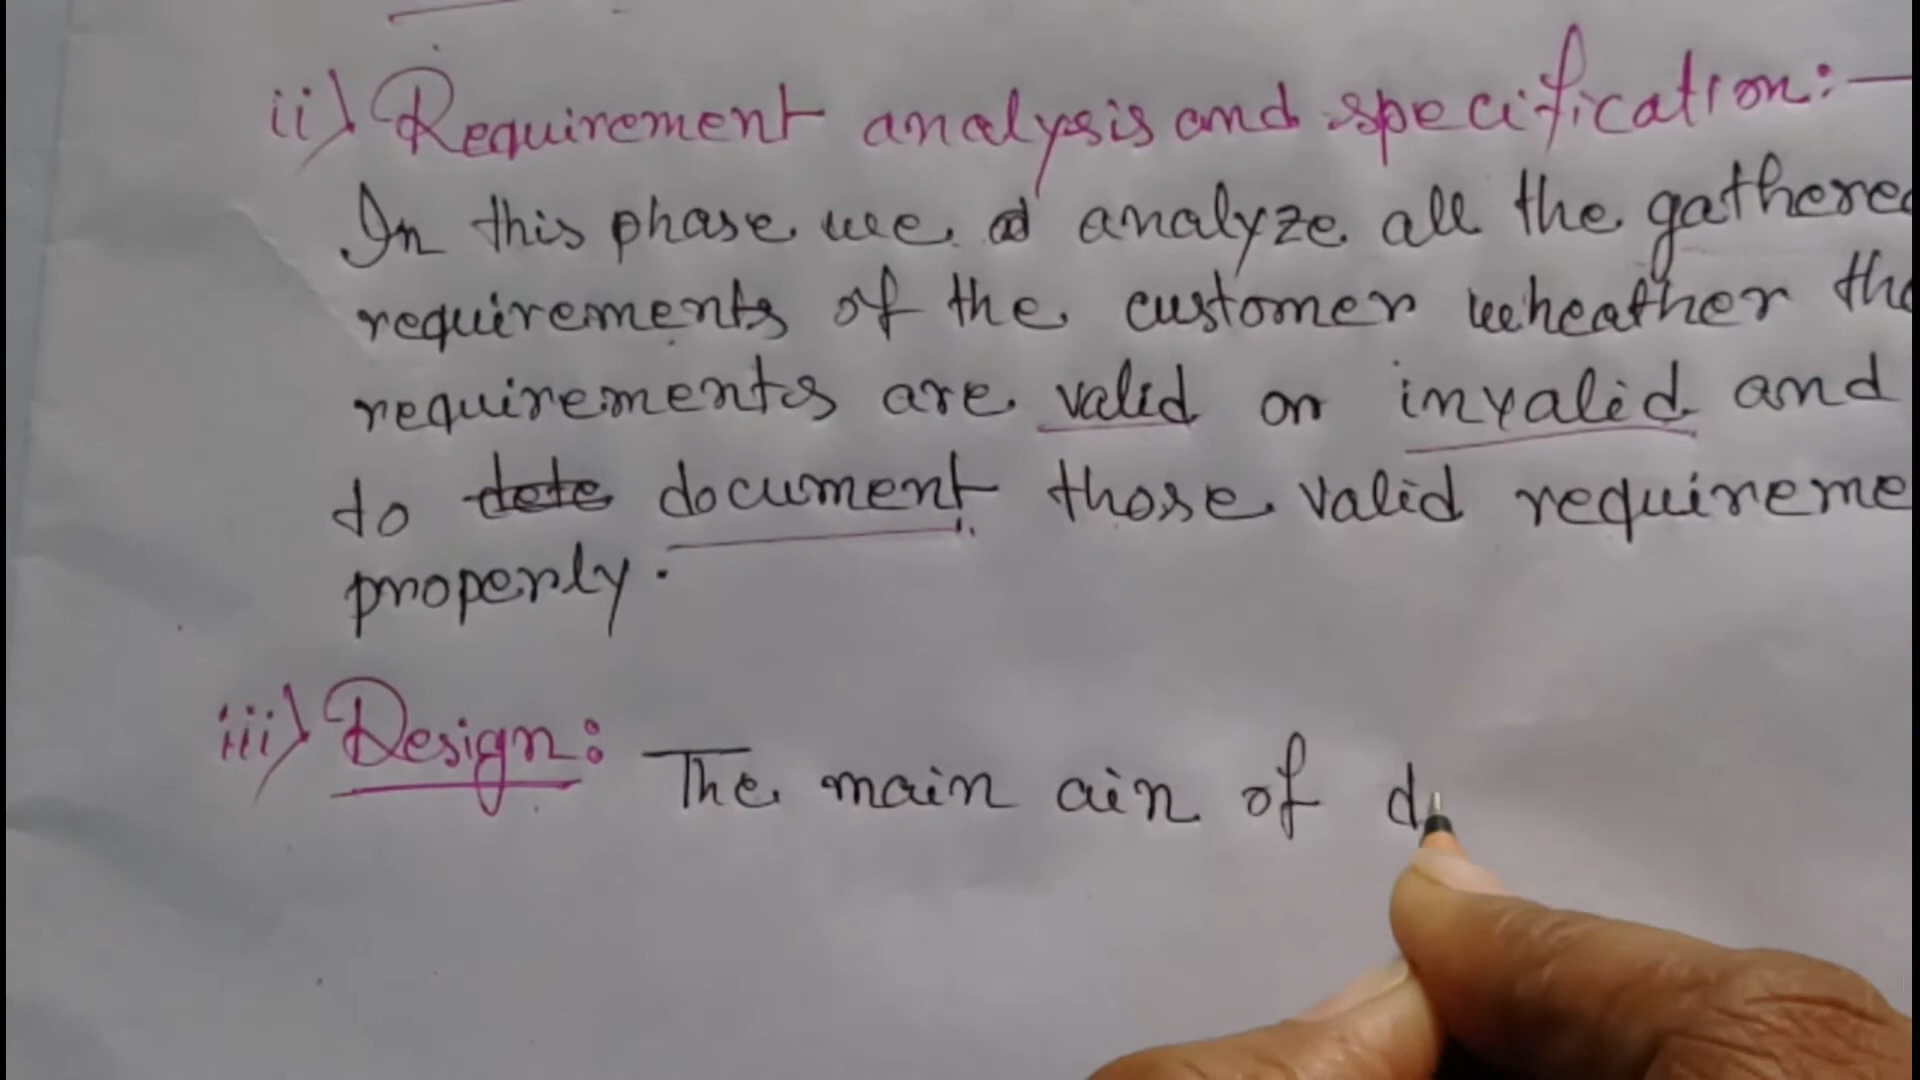 ii) Requirement analysis and specification:-
In this phase we analyze all the gathered
requirements of the customer wheather the
requirements are valid or invalid and
to document those valid requireme
properly.
iii) Design: The main ain of d